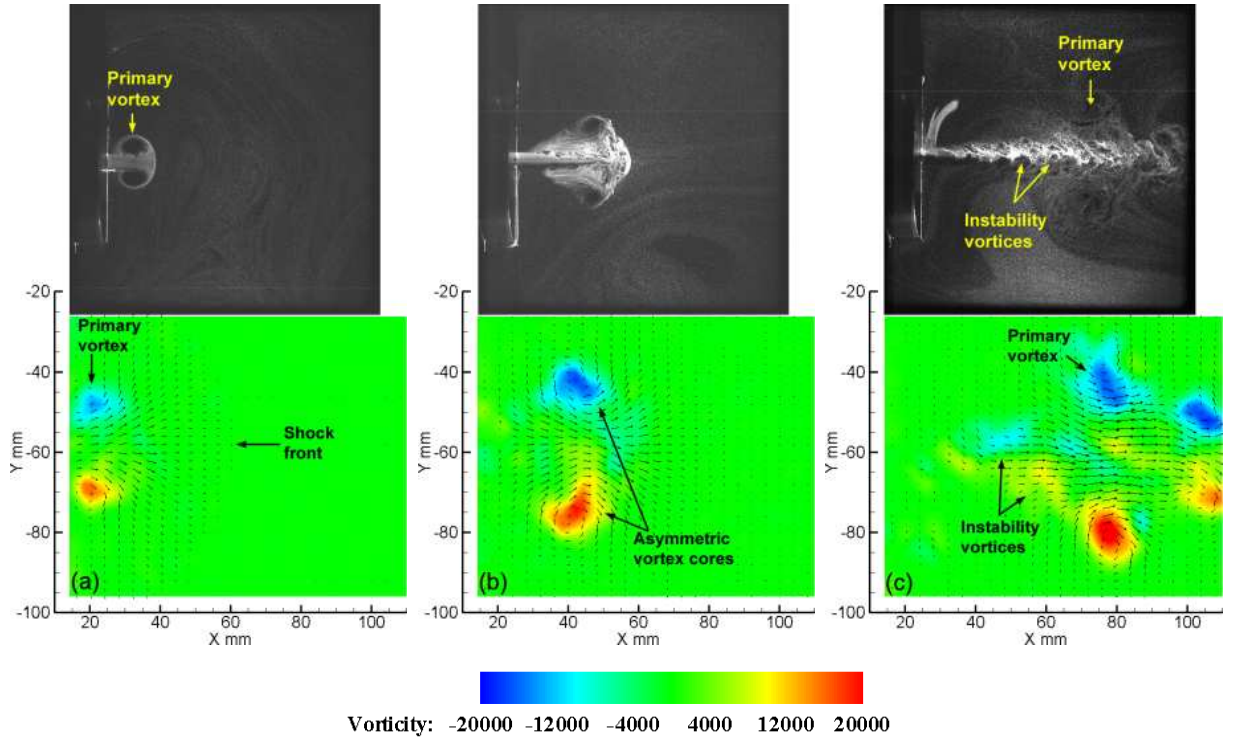 Primary
vortex
Primary
vortex
Instability
vortices
-20
-40
-60
-80
-100
Y mm
Primary
vortex
Shock
front
(a)
20 40 60 80 100
X mm
-20
-40
-60
-80
-100
Y mm
Asymmetric
vortex cores
(b)
20 40 60 80 100
X mm
-20
-40
-60
-80
-100
Y mm
Primary
vortex
Instability
vortices
(c)
20 40 60 80 100
X mm
Vorticity: -20000 -12000 -4000 4000 12000 20000